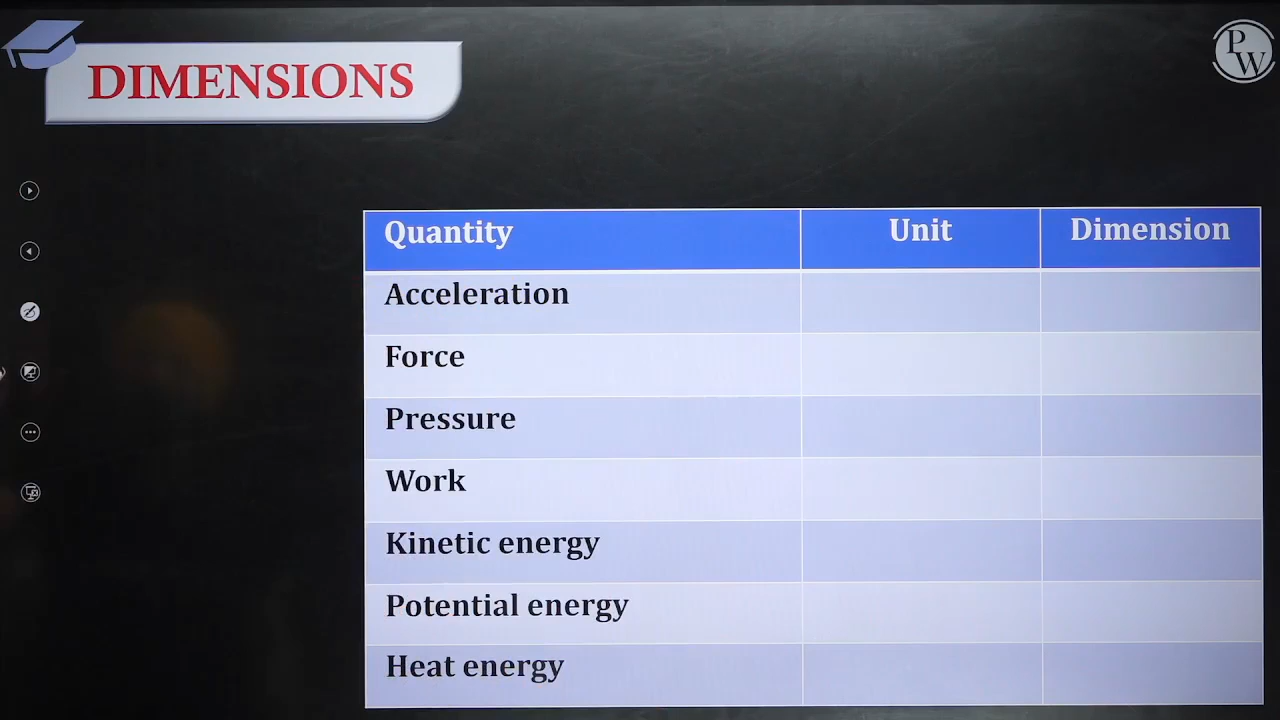 DIMENSIONS
PW
Quantity Unit Dimension
Acceleration
Force
Pressure
Work
Kinetic energy
Potential energy
Heat energy